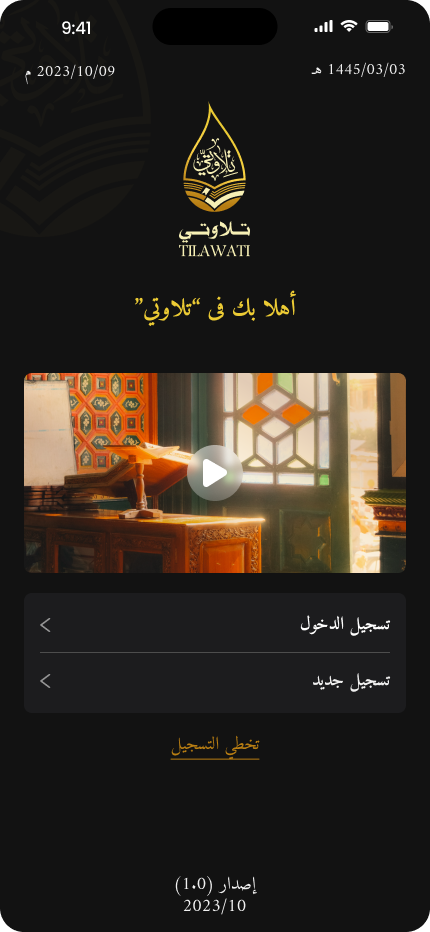 9:41
1445/03/03 هـ
2023/10/09 م
تلاوتي
تـلاوتـي
TILAWATI
أهلا بك فى “تلاوتي”
تسجيل الدخول
تسجيل جديد
تخطي التسجيل
إصدار (1.0)
2023/10